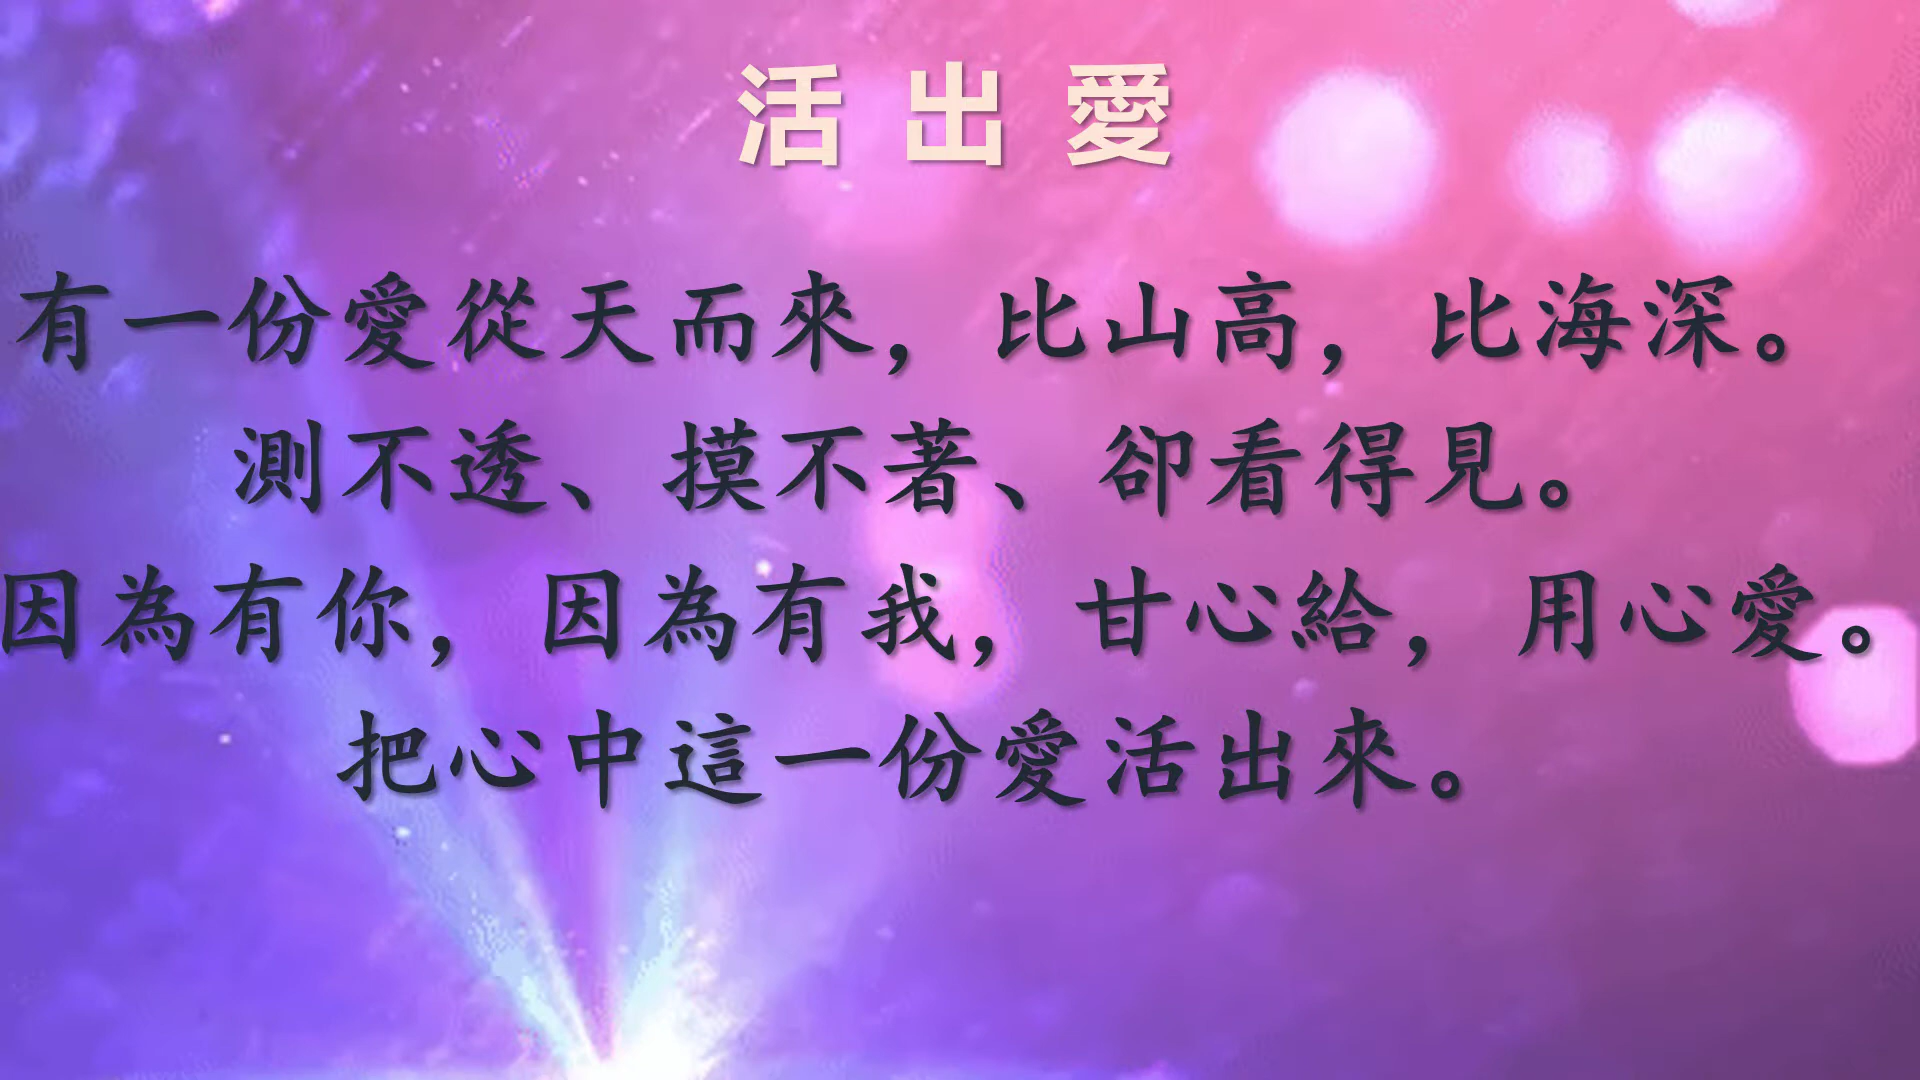 活出愛
有一份愛從天而來，比山高，比海深。
測不透、摸不著、卻看得見。
因為有你，因為有我，甘心給，用心愛。
把心中這一份愛活出來。